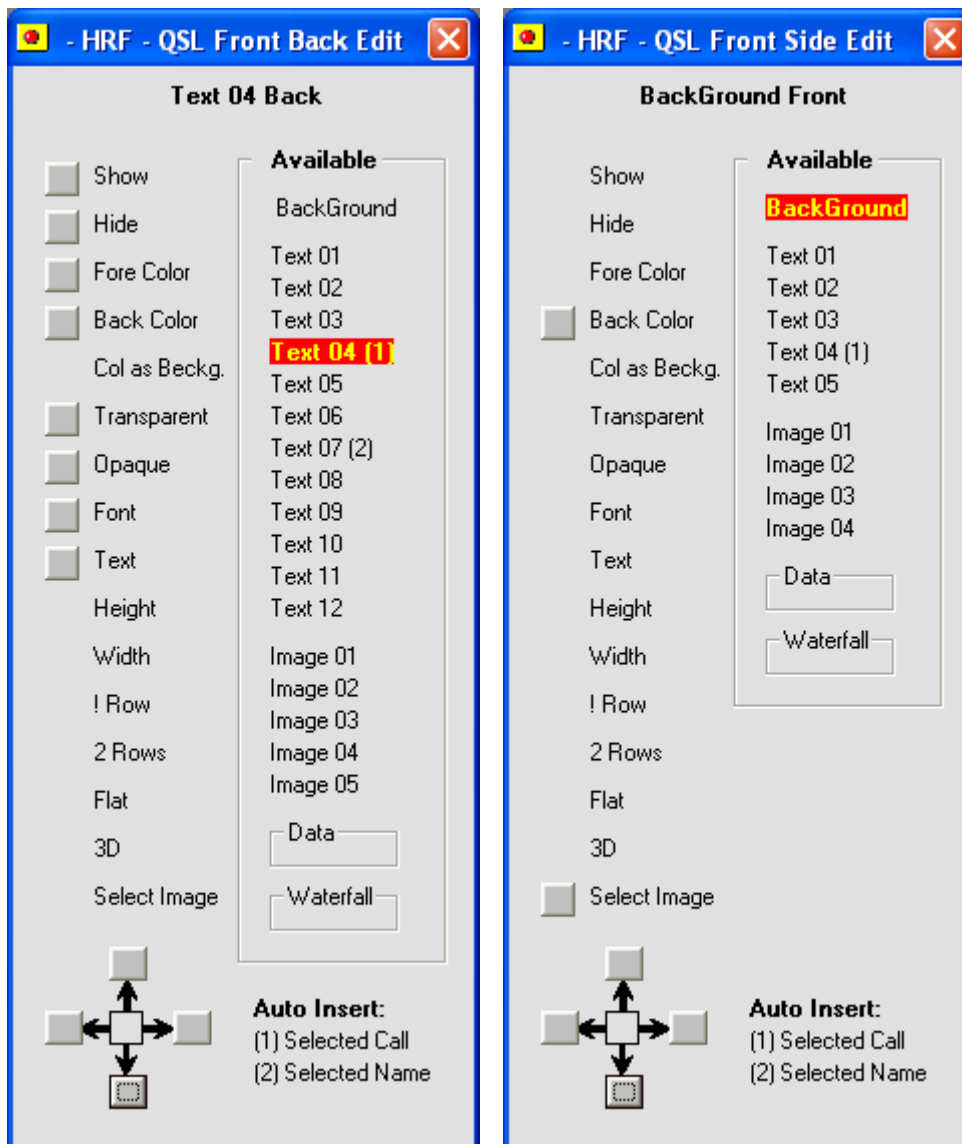 - HRF - QSL Front Back Edit
Text 04 Back
Show
Hide
Fore Color
Back Color
Col as Beckg.
Transparent
Opaque
Font
Text
Height
Width
! Row
2 Rows
Flat
3D
Select Image
Available
BackGround
Text 01
Text 02
Text 03
Text 04 (1)
Text 05
Text 06
Text 07 (2)
Text 08
Text 09
Text 10
Text 11
Text 12
Image 01
Image 02
Image 03
Image 04
Image 05
Data
Waterfall
Auto Insert:
(1) Selected Call
(2) Selected Name
- HRF - QSL Front Side Edit
BackGround Front
Show
Hide
Fore Color
Back Color
Col as Beckg.
Transparent
Opaque
Font
Text
Height
Width
! Row
2 Rows
Flat
3D
Select Image
Available
BackGround
Text 01
Text 02
Text 03
Text 04 (1)
Text 05
Image 01
Image 02
Image 03
Image 04
Data
Waterfall
Auto Insert:
(1) Selected Call
(2) Selected Name